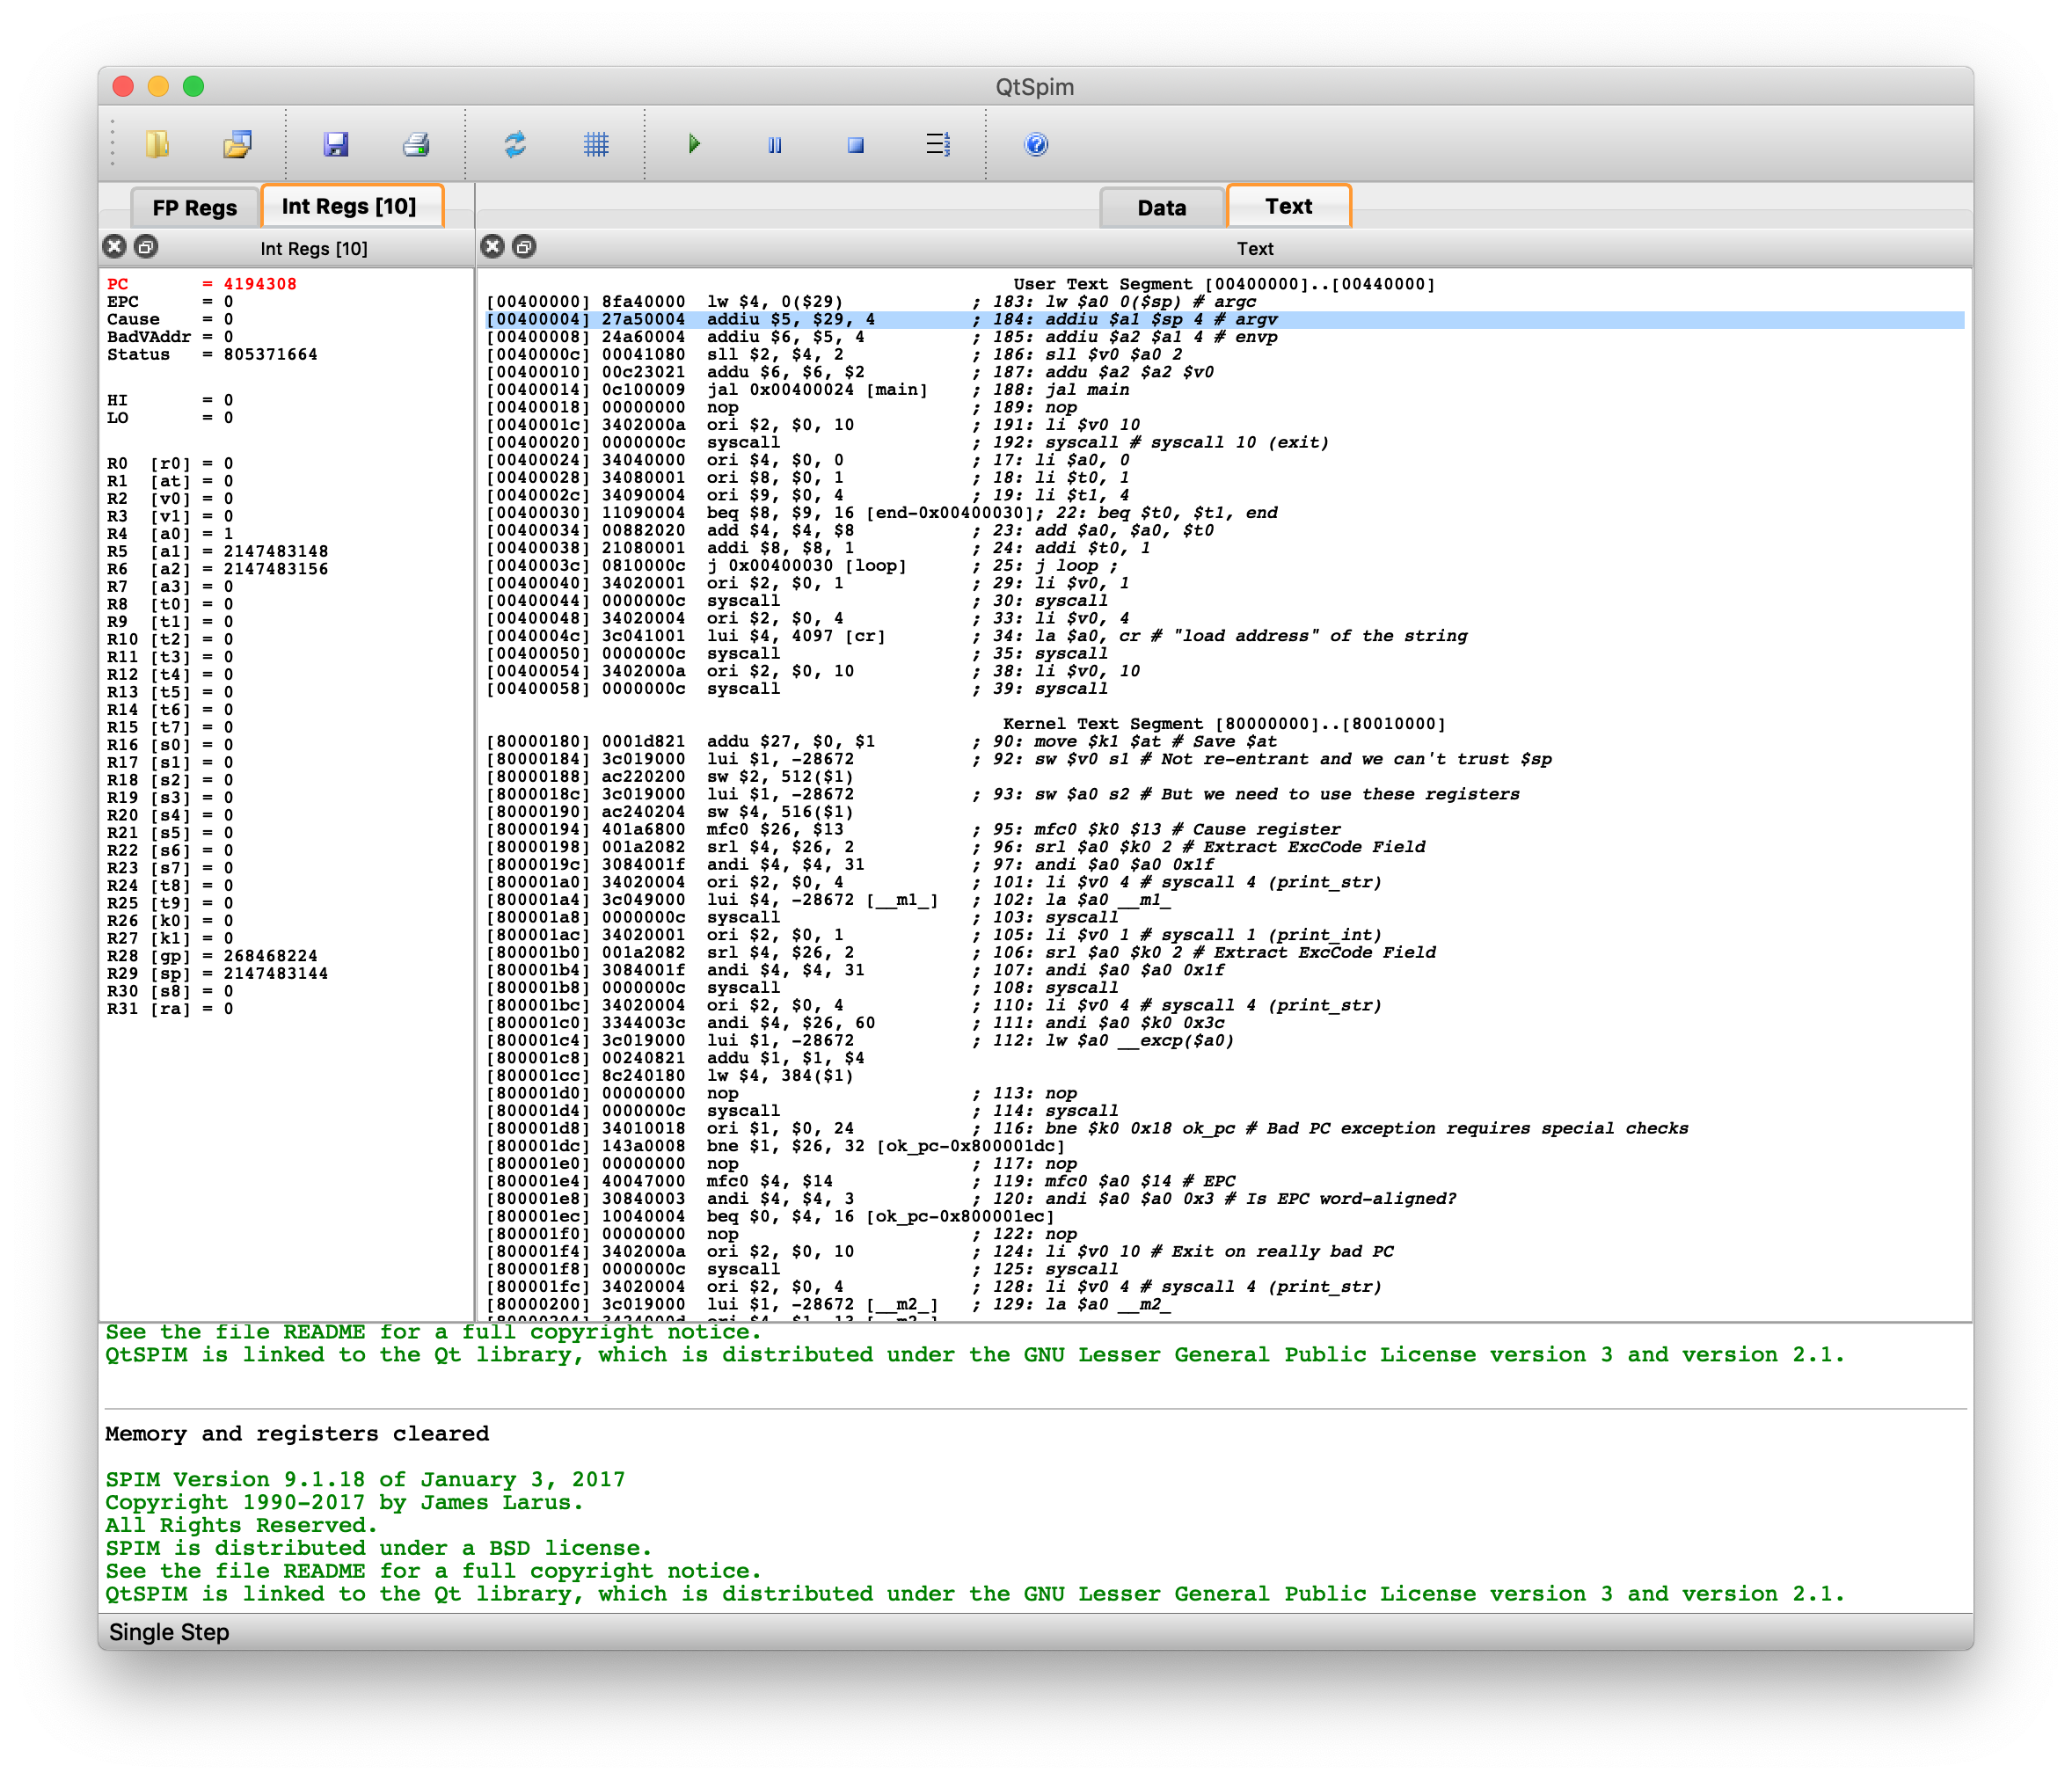 QtSpim
FP Regs
Int Regs [10]
Data
Text
Int Regs [10]
Text
PC = 4194308
EPC = 0
Cause = 0
BadVAddr = 0
Status = 805371664
HI = 0
LO = 0
R0 [r0] = 0
R1 [at] = 0
R2 [v0] = 0
R3 [v1] = 0
R4 [a0] = 1
R5 [a1] = 2147483148
R6 [a2] = 2147483156
R7 [a3] = 0
R8 [t0] = 0
R9 [t1] = 0
R10 [t2] = 0
R11 [t3] = 0
R12 [t4] = 0
R13 [t5] = 0
R14 [t6] = 0
R15 [t7] = 0
R16 [s0] = 0
R17 [s1] = 0
R18 [s2] = 0
R19 [s3] = 0
R20 [s4] = 0
R21 [s5] = 0
R22 [s6] = 0
R23 [s7] = 0
R24 [t8] = 0
R25 [t9] = 0
R26 [k0] = 0
R27 [k1] = 0
R28 [gp] = 268468224
R29 [sp] = 2147483144
R30 [s8] = 0
R31 [ra] = 0
User Text Segment [00400000]..[00440000]
[00400000] 8fa40000 lw $4, 0($29) ; 183: lw $a0 0($sp) # argc
[00400004] 27a50004 addiu $5, $29, 4 ; 184: addiu $a1 $sp 4 # argv
[00400008] 24a60004 addiu $6, $5, 4 ; 185: addiu $a2 $a1 4 # envp
[0040000c] 00041080 sll $2, $4, 2 ; 186: sll $v0 $a0 2
[00400010] 00c23021 addu $6, $6, $2 ; 187: addu $a2 $a2 $v0
[00400014] 0c100009 jal 0x00400024 [main] ; 188: jal main
[00400018] 00000000 nop ; 189: nop
[0040001c] 3402000a ori $2, $0, 10 ; 191: li $v0 10
[00400020] 0000000c syscall ; 192: syscall # syscall 10 (exit)
[00400024] 34040000 ori $4, $0, 0 ; 17: li $a0, 0
[00400028] 34080001 ori $8, $0, 1 ; 18: li $t0, 1
[0040002c] 34090004 ori $9, $0, 4 ; 19: li $t1, 4
[00400030] 11090004 beq $8, $9, 16 [end-0x00400030]; 22: beq $t0, $t1, end
[00400034] 00882020 add $4, $4, $8 ; 23: add $a0, $a0, $t0
[00400038] 21080001 addi $8, $8, 1 ; 24: addi $t0, 1
[0040003c] 0810000c j 0x00400030 [loop] ; 25: j loop ;
[00400040] 34020001 ori $2, $0, 1 ; 29: li $v0, 1
[00400044] 0000000c syscall ; 30: syscall
[00400048] 34020004 ori $2, $0, 4 ; 33: li $v0, 4
[0040004c] 3c041001 lui $4, 4097 [cr] ; 34: la $a0, cr # "load address" of the string
[00400050] 0000000c syscall ; 35: syscall
[00400054] 3402000a ori $2, $0, 10 ; 38: li $v0, 10
[00400058] 0000000c syscall ; 39: syscall
Kernel Text Segment [80000000]..[80010000]
[80000180] 0001d821 addu $27, $0, $1 ; 90: move $k1 $at # Save $at
[80000184] 3c019000 lui $1, -28672 ; 92: sw $v0 s1 # Not re-entrant and we can't trust $sp
[80000188] ac220200 sw $2, 512($1)
[8000018c] 3c019000 lui $1, -28672 ; 93: sw $a0 s2 # But we need to use these registers
[80000190] ac240204 sw $4, 516($1)
[80000194] 401a6800 mfc0 $26, $13 ; 95: mfc0 $k0 $13 # Cause register
[80000198] 001a2082 srl $4, $26, 2 ; 96: srl $a0 $k0 2 # Extract ExcCode Field
[8000019c] 3084001f andi $4, $4, 31 ; 97: andi $a0 $a0 0x1f
[800001a0] 34020004 ori $2, $0, 4 ; 101: li $v0 4 # syscall 4 (print_str)
[800001a4] 3c049000 lui $4, -28672 [__m1_] ; 102: la $a0 __m1_
[800001a8] 0000000c syscall ; 103: syscall
[800001ac] 34020001 ori $2, $0, 1 ; 105: li $v0 1 # syscall 1 (print_int)
[800001b0] 001a2082 srl $4, $26, 2 ; 106: srl $a0 $k0 2 # Extract ExcCode Field
[800001b4] 3084001f andi $4, $4, 31 ; 107: andi $a0 $a0 0x1f
[800001b8] 0000000c syscall ; 108: syscall
[800001bc] 34020004 ori $2, $0, 4 ; 110: li $v0 4 # syscall 4 (print_str)
[800001c0] 3344003c andi $4, $26, 60 ; 111: andi $a0 $k0 0x3c
[800001c4] 3c019000 lui $1, -28672 ; 112: lw $a0 __excp($a0)
[800001c8] 00240821 addu $1, $1, $4
[800001cc] 8c240180 lw $4, 384($1)
[800001d0] 00000000 nop ; 113: nop
[800001d4] 0000000c syscall ; 114: syscall
[800001d8] 34010018 ori $1, $0, 24 ; 116: bne $k0 0x18 ok_pc # Bad PC exception requires special checks
[800001dc] 143a0008 bne $1, $26, 32 [ok_pc-0x800001dc]
[800001e0] 00000000 nop ; 117: nop
[800001e4] 40047000 mfc0 $4, $14 ; 119: mfc0 $a0 $14 # EPC
[800001e8] 30840003 andi $4, $4, 3 ; 120: andi $a0 $a0 0x3 # Is EPC word-aligned?
[800001ec] 10040004 beq $0, $4, 16 [ok_pc-0x800001ec]
[800001f0] 00000000 nop ; 122: nop
[800001f4] 3402000a ori $2, $0, 10 ; 124: li $v0 10 # Exit on really bad PC
[800001f8] 0000000c syscall ; 125: syscall
[800001fc] 34020004 ori $2, $0, 4 ; 128: li $v0 4 # syscall 4 (print_str)
[80000200] 3c019000 lui $1, -28672 [__m2_] ; 129: la $a0 __m2_
See the file README for a full copyright notice.
QtSPIM is linked to the Qt library, which is distributed under the GNU Lesser General Public License version 3 and version 2.1.
Memory and registers cleared
SPIM Version 9.1.18 of January 3, 2017
Copyright 1990-2017 by James Larus.
All Rights Reserved.
SPIM is distributed under a BSD license.
See the file README for a full copyright notice.
QtSPIM is linked to the Qt library, which is distributed under the GNU Lesser General Public License version 3 and version 2.1.
Single Step